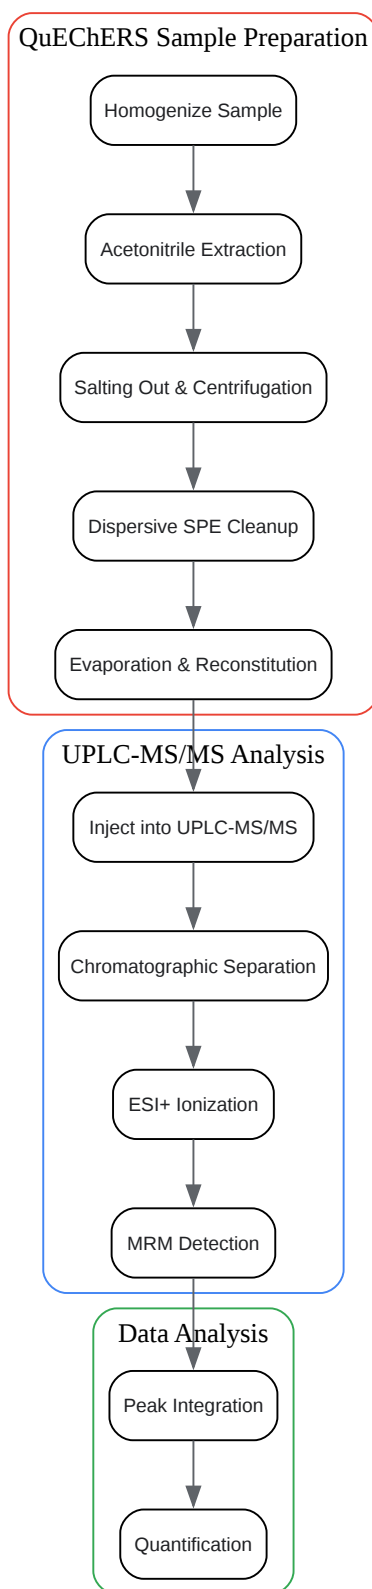 QuEChERS Sample Preparation
Homogenize Sample
Acetonitrile Extraction
Salting Out & Centrifugation
Dispersive SPE Cleanup
Evaporation & Reconstitution
UPLC-MS/MS Analysis
Inject into UPLC-MS/MS
Chromatographic Separation
ESI+ Ionization
MRM Detection
Data Analysis
Peak Integration
Quantification